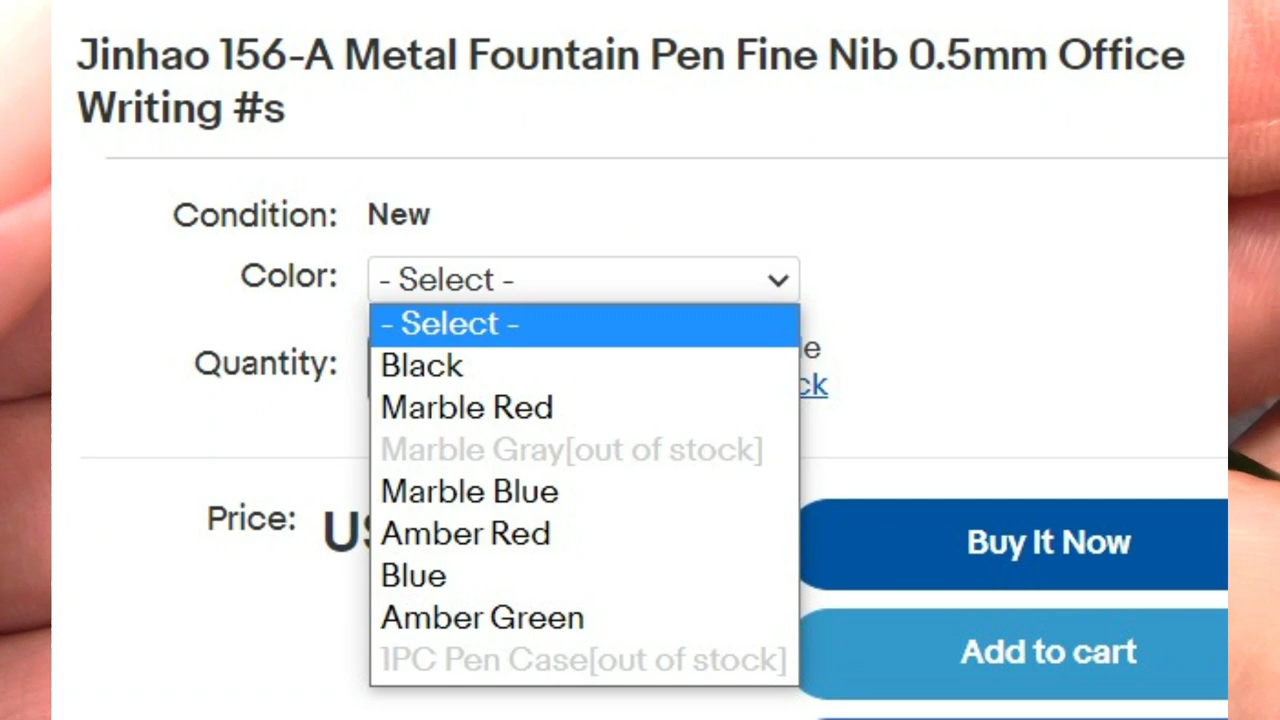 Jinhao 156-A Metal Fountain Pen Fine Nib 0.5mm Office
Writing #s
Condition: New
Color: - Select -
- Select -
Black
Quantity:
Marble Red
Marble Gray[out of stock]
Marble Blue
Price:
Amber Red
Buy It Now
Blue
Amber Green
Add to cart
1PC Pen Case[out of stock]